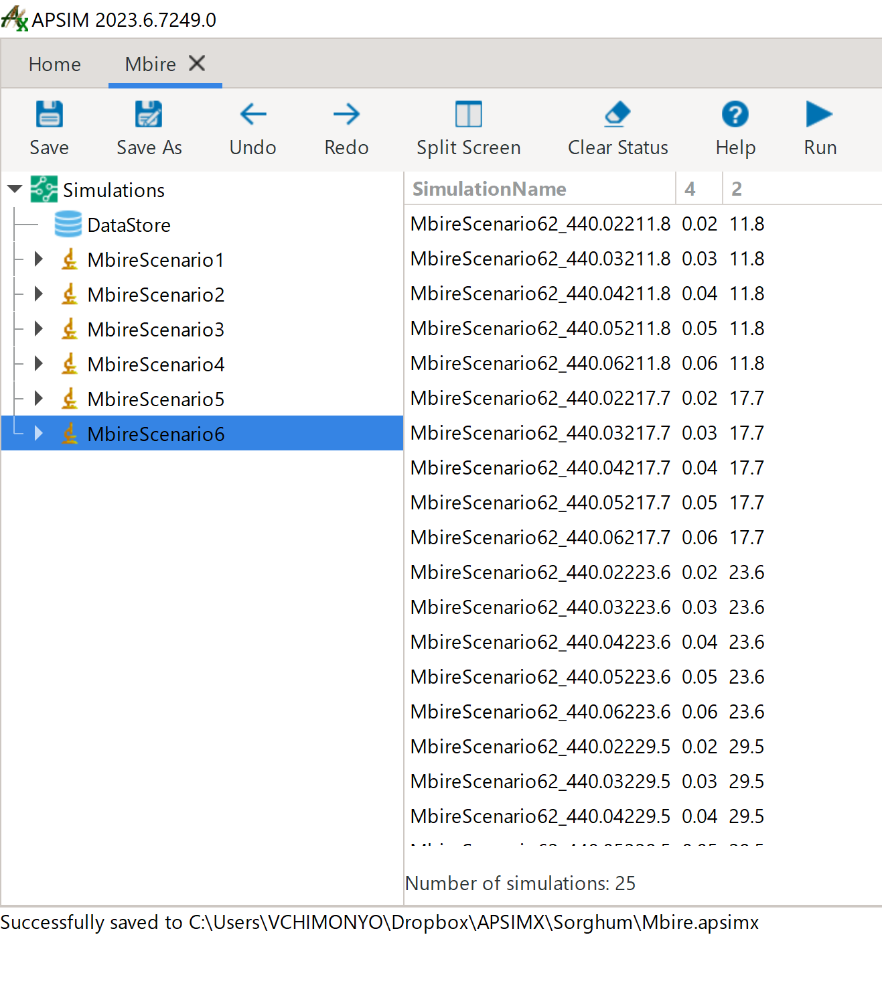 APSIM 2023.6.7249.0
Home Mbire
Save Save As Undo Redo Split Screen Clear Status Help Run
Simulations
DataStore
MbireScenario1
MbireScenario2
MbireScenario3
MbireScenario4
MbireScenario5
MbireScenario6
SimulationName 4 2
MbireScenario62_440.02211.8 0.02 11.8
MbireScenario62_440.03211.8 0.03 11.8
MbireScenario62_440.04211.8 0.04 11.8
MbireScenario62_440.05211.8 0.05 11.8
MbireScenario62_440.06211.8 0.06 11.8
MbireScenario62_440.02217.7 0.02 17.7
MbireScenario62_440.03217.7 0.03 17.7
MbireScenario62_440.04217.7 0.04 17.7
MbireScenario62_440.05217.7 0.05 17.7
MbireScenario62_440.06217.7 0.06 17.7
MbireScenario62_440.02223.6 0.02 23.6
MbireScenario62_440.03223.6 0.03 23.6
MbireScenario62_440.04223.6 0.04 23.6
MbireScenario62_440.05223.6 0.05 23.6
MbireScenario62_440.06223.6 0.06 23.6
MbireScenario62_440.02229.5 0.02 29.5
MbireScenario62_440.03229.5 0.03 29.5
MbireScenario62_440.04229.5 0.04 29.5
Number of simulations: 25
Successfully saved to C:\Users\VCHIMONYO\Dropbox\APSIMX\Sorghum\Mbire.apsimx